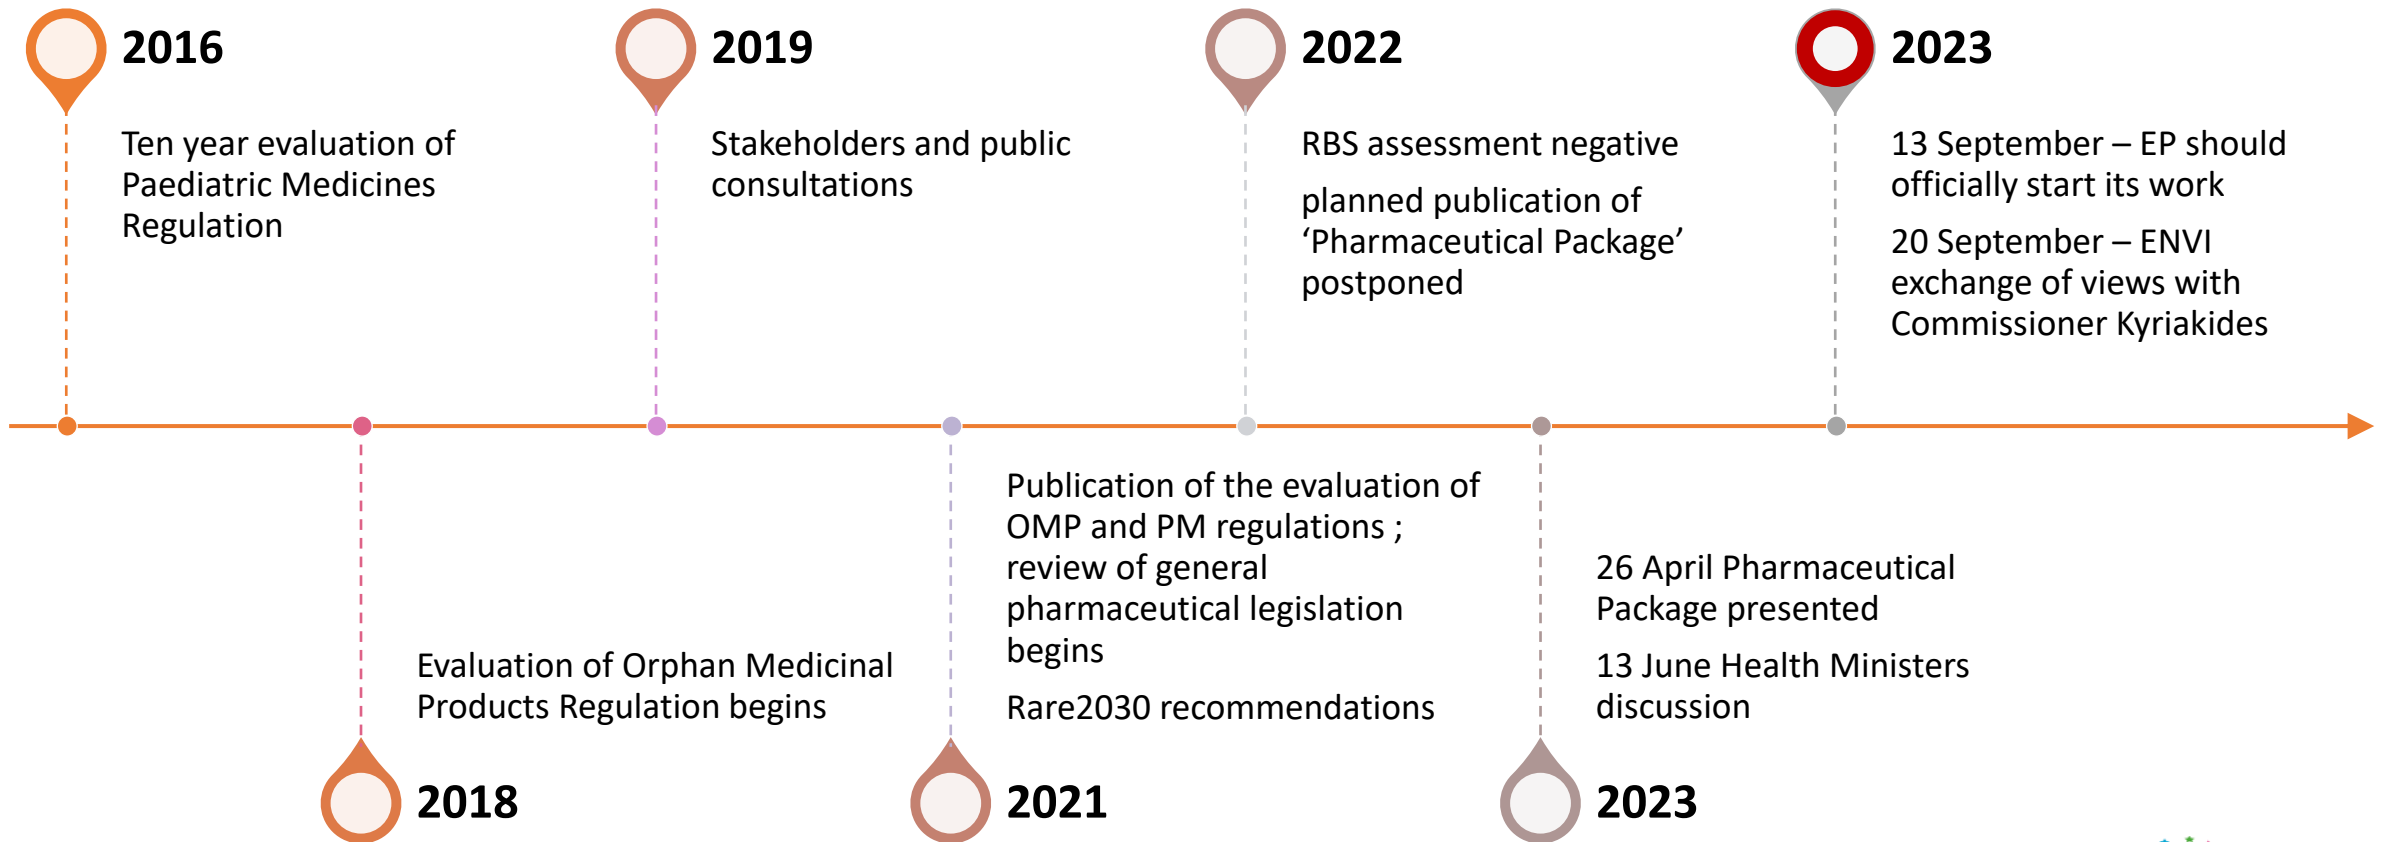 2016
Ten year evaluation of
Paediatric Medicines
Regulation
2018
Evaluation of Orphan Medicinal
Products Regulation begins
2019
Stakeholders and public
consultations
2021
Publication of the evaluation of
OMP and PM regulations ;
review of general
pharmaceutical legislation
begins
Rare2030 recommendations
2022
RBS assessment negative
planned publication of
‘Pharmaceutical Package’
postponed
2023
26 April Pharmaceutical
Package presented
13 June Health Ministers
discussion
2023
13 September – EP should
officially start its work
20 September – ENVI
exchange of views with
Commissioner Kyriakides